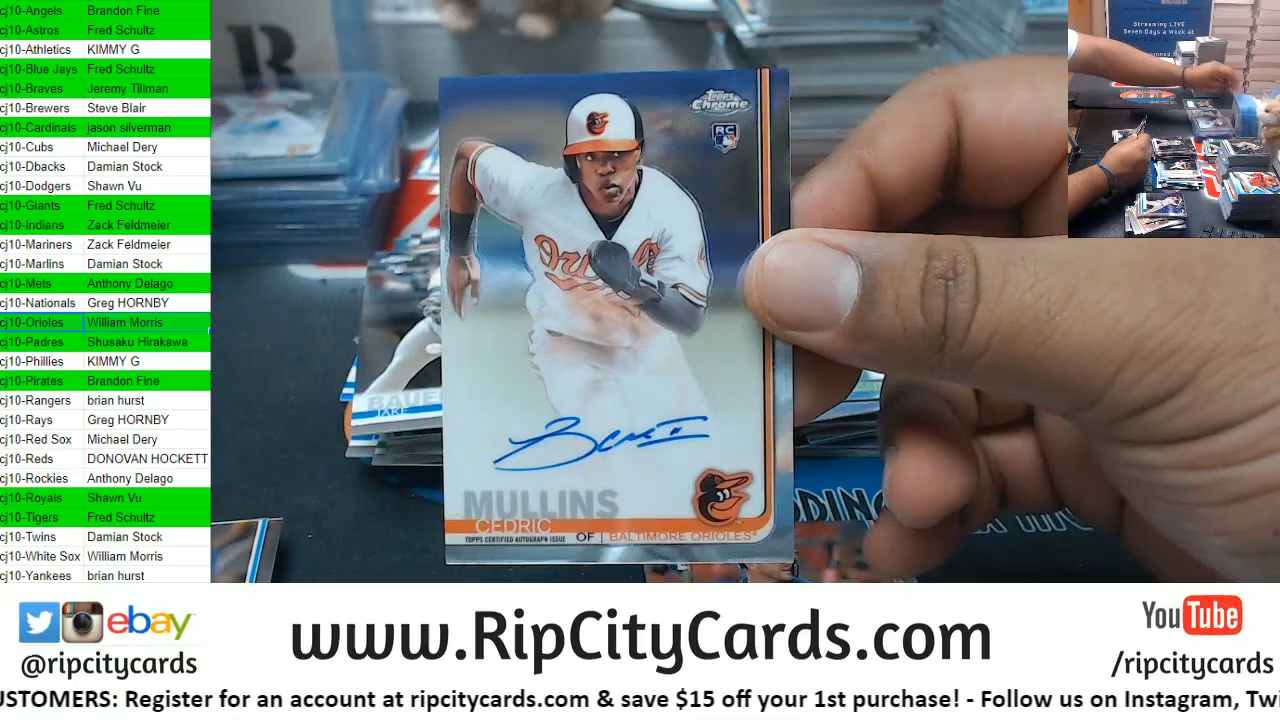 cj10-Angels Brandon Fine
cj10-Astros Fred Schultz
cj10-Athletics KIMMY G
cj10-Blue Jays Fred Schultz
cj10-Braves Jeremy Tillman
cj10-Brewers Steve Blair
cj10-Cardinals jason silverman
cj10-Cubs Michael Dery
cj10-Dbacks Damian Stock
cj10-Dodgers Shawn Vu
cj10-Giants Fred Schultz
cj10-Indians Zack Feldmeier
cj10-Mariners Zack Feldmeier
cj10-Marlins Damian Stock
cj10-Mets Anthony Delago
cj10-Nationals Greg HORNBY
cj10-Orioles William Morris
cj10-Padres Shusaku Hirakawa
cj10-Phillies KIMMY G
cj10-Pirates Brandon Fine
cj10-Rangers brian hurst
cj10-Rays Greg HORNBY
cj10-Red Sox Michael Dery
cj10-Reds DONOVAN HOCKETT
cj10-Rockies Anthony Delago
cj10-Royals Shawn Vu
cj10-Tigers Fred Schultz
cj10-Twins Damian Stock
cj10-White Sox William Morris
cj10-Yankees brian hurst
Topps
Chrome
RC
MULLINS
CEDRIC
TOPPS CERTIFIED AUTOGRAPH ISSUE OF | BALTIMORE ORIOLES
BAUE
JAKE
Streaming LIVE
Seven Days a Week at
ebay
@ripcitycards
www.RipCityCards.com
YouTube
/ripcitycards
USTOMERS: Register for an account at ripcitycards.com & save $15 off your 1st purchase! - Follow us on Instagram, Twi